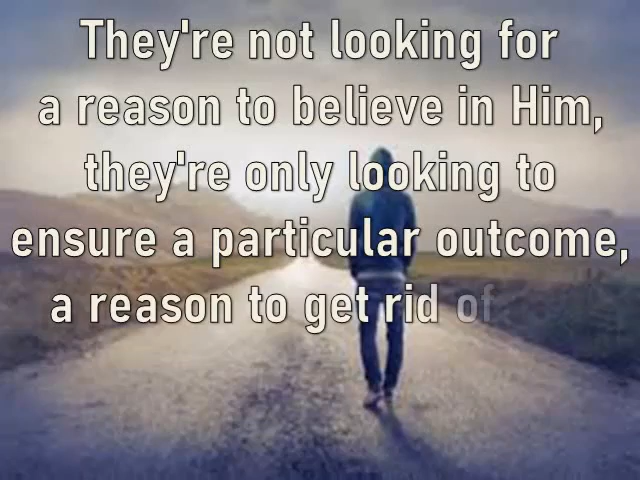 They're not looking for
a reason to believe in Him,
they're only looking to
ensure a particular outcome,
a reason to get rid of